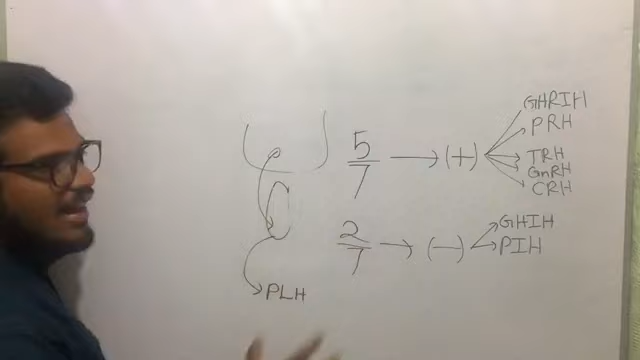 5/7 → (+) → GHRIH
PRH
TRH
GnRH
CRH
2/7 → (−) → GHIH
PIH
PLH